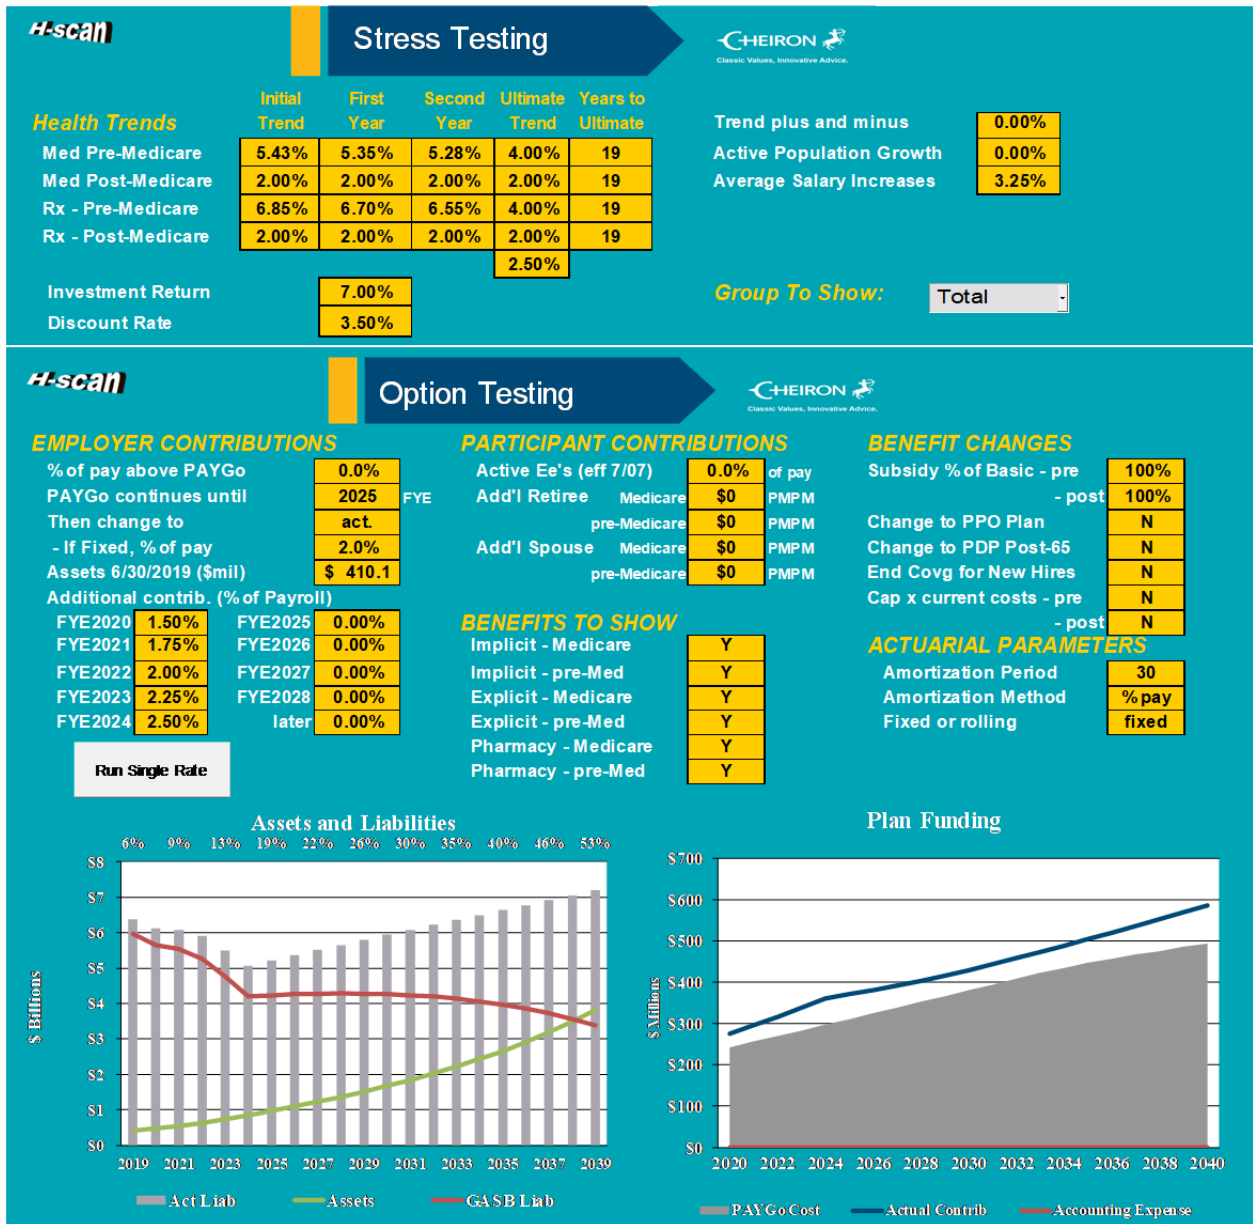 H-scan
Stress Testing
CHEIRON
Classic Values, Innovative Advice.
Health Trends Initial Trend First Year Second Year Ultimate Trend Years to Ultimate
Med Pre-Medicare 5.43% 5.35% 5.28% 4.00% 19
Med Post-Medicare 2.00% 2.00% 2.00% 2.00% 19
Rx - Pre-Medicare 6.85% 6.70% 6.55% 4.00% 19
Rx - Post-Medicare 2.00% 2.00% 2.00% 2.00% 19
2.50%
Investment Return 7.00%
Discount Rate 3.50%
Trend plus and minus 0.00%
Active Population Growth 0.00%
Average Salary Increases 3.25%
Group To Show: Total
H-scan
Option Testing
CHEIRON
Classic Values, Innovative Advice.
EMPLOYER CONTRIBUTIONS
% of pay above PAYGo 0.0%
PAYGo continues until 2025 FYE
Then change to act.
- If Fixed, % of pay 2.0%
Assets 6/30/2019 ($mil) $ 410.1
Additional contrib. (% of Payroll)
FYE2020 1.50% FYE2025 0.00%
FYE2021 1.75% FYE2026 0.00%
FYE2022 2.00% FYE2027 0.00%
FYE2023 2.25% FYE2028 0.00%
FYE2024 2.50% later 0.00%
Run Single Rate
PARTICIPANT CONTRIBUTIONS
Active Ee's (eff 7/07) 0.0% of pay
Add'l Retiree Medicare $0 PMPM
pre-Medicare $0 PMPM
Add'l Spouse Medicare $0 PMPM
pre-Medicare $0 PMPM
BENEFITS TO SHOW
Implicit - Medicare Y
Implicit - pre-Med Y
Explicit - Medicare Y
Explicit - pre-Med Y
Pharmacy - Medicare Y
Pharmacy - pre-Med Y
BENEFIT CHANGES
Subsidy % of Basic - pre 100%
- post 100%
Change to PPO Plan N
Change to PDP Post-65 N
End Covg for New Hires N
Cap x current costs - pre N
- post N
ACTUARIAL PARAMETERS
Amortization Period 30
Amortization Method % pay
Fixed or rolling fixed
Assets and Liabilities
6% 9% 13% 19% 22% 26% 30% 35% 40% 46% 53%
$8
$7
$6
$5
$4
$3
$2
$1
$0
$ Billions
2019 2021 2023 2025 2027 2029 2031 2033 2035 2037 2039
Act Liab Assets GASB Liab
Plan Funding
$700
$600
$500
$400
$300
$200
$100
$0
$ Millions
2020 2022 2024 2026 2028 2030 2032 2034 2036 2038 2040
PAYGo Cost Actual Contrib Accounting Expense